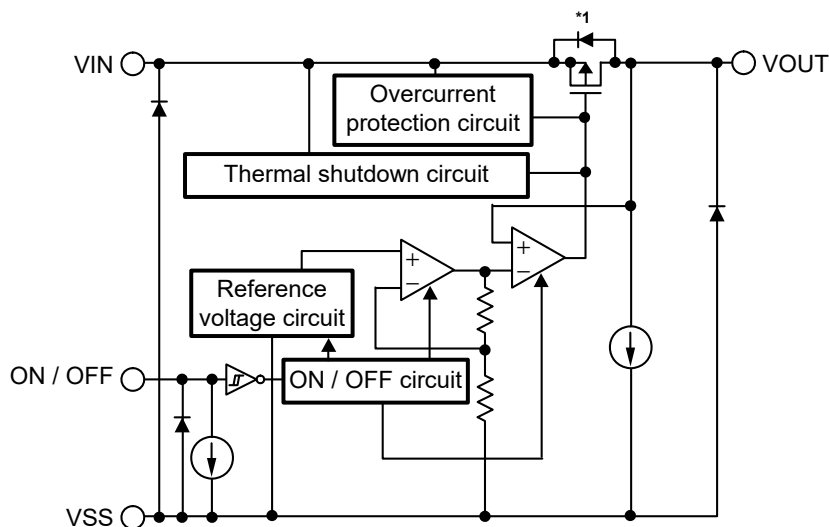 *1
VIN
VOUT
Overcurrent
protection circuit
Thermal shutdown circuit
+
−
+
−
Reference
voltage circuit
ON / OFF
ON / OFF circuit
VSS